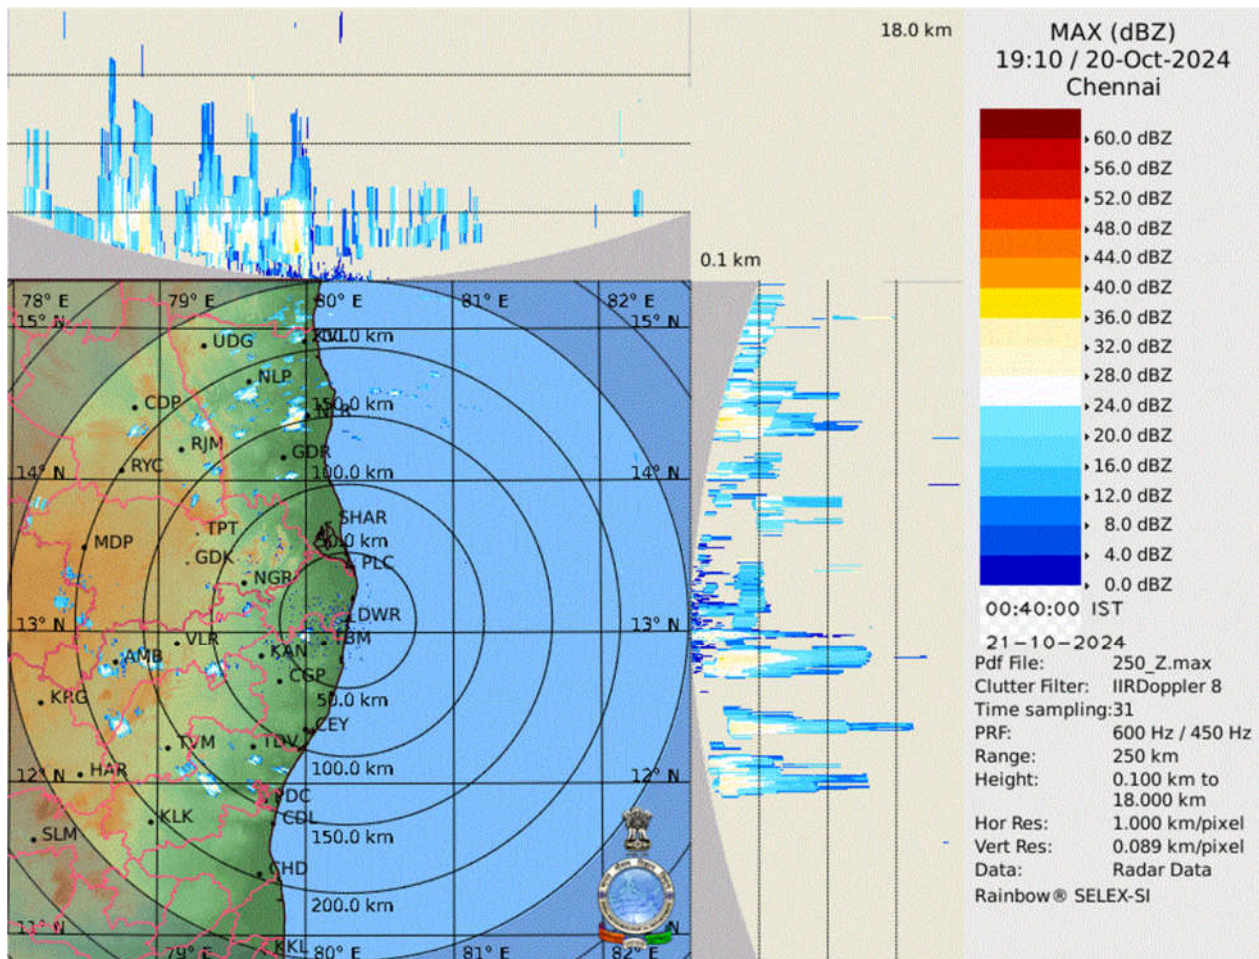 18.0 km
0.1 km
MAX (dBZ)
19:10 / 20-Oct-2024
Chennai
60.0 dBZ
56.0 dBZ
52.0 dBZ
48.0 dBZ
44.0 dBZ
40.0 dBZ
36.0 dBZ
32.0 dBZ
28.0 dBZ
24.0 dBZ
20.0 dBZ
16.0 dBZ
12.0 dBZ
8.0 dBZ
4.0 dBZ
0.0 dBZ
00:40:00 IST
21-10-2024
Pdf File: 250_Z.max
Clutter Filter: IIRDoppler 8
Time sampling:31
PRF: 600 Hz / 450 Hz
Range: 250 km
Height: 0.100 km to
18.000 km
Hor Res: 1.000 km/pixel
Vert Res: 0.089 km/pixel
Data: Radar Data
Rainbow® SELEX-SI
78° E 79° E 80° E 81° E 82° E
15° N 15° N
UDG
NLP
CDP 150.0 km
RJM
GDR
RYC 100.0 km
14° N 14° N
SHAR
TPT
MDP
GDK PLC
NGR
DWR
13° N 13° N
VLR
KAN
AMB
CGP
KRG 50.0 km
CEY
TVM TDV
100.0 km
HAR 12° N 12° N
PDC
KLK CDL
150.0 km
SLM
CHD
200.0 km
KKL
79° E 80° E 81° E 82° E